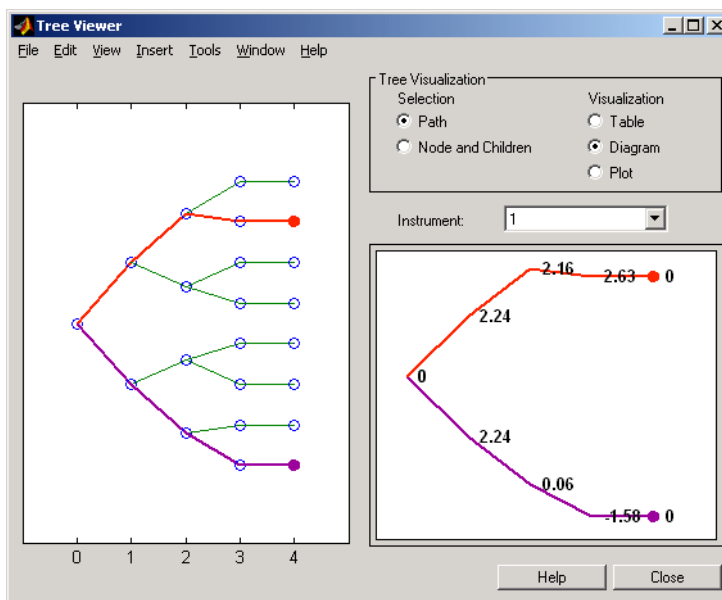 Tree Viewer
File Edit View Insert Tools Window Help
Tree Visualization
Selection
Path
Node and Children
Visualization
Table
Diagram
Plot
Instrument: 1
0 1 2 3 4
2.16
2.63 0
2.24
0
2.24
0.06
-1.58 0
Help Close